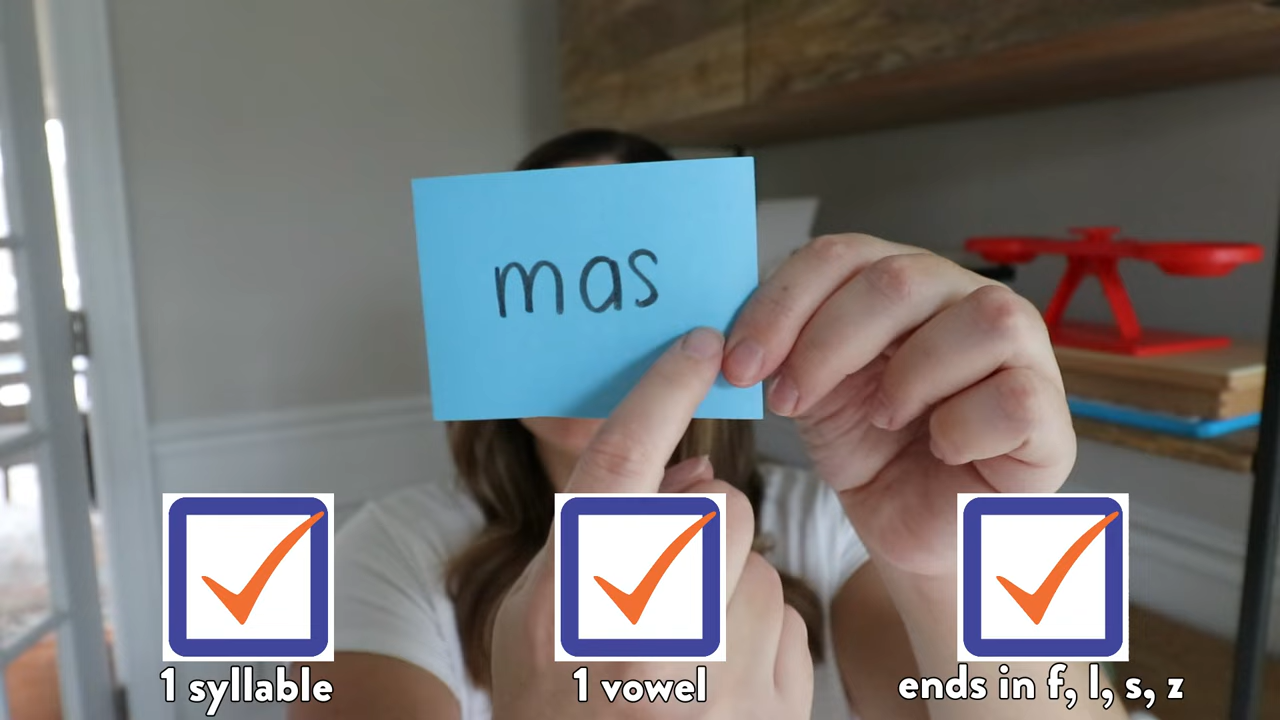 mas
1 syllable
1 vowel
ends in f, l, s, z